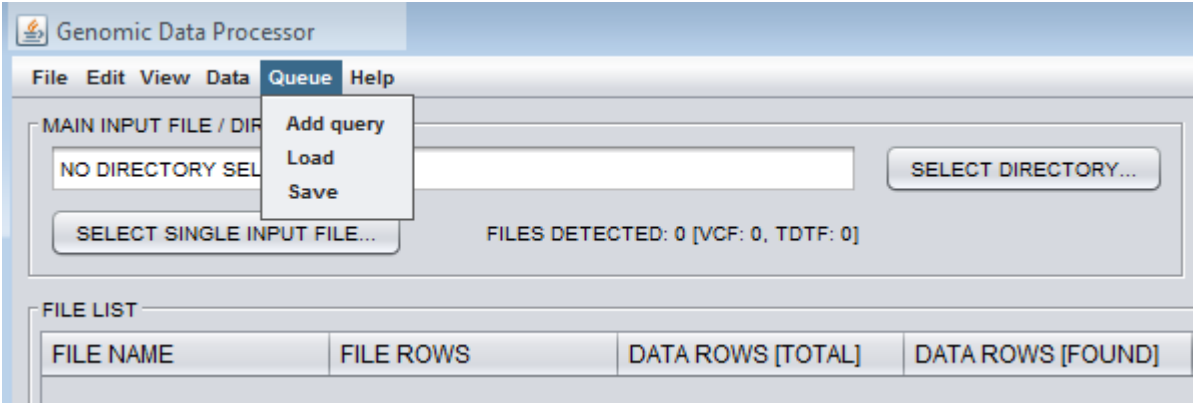 Genomic Data Processor
File Edit View Data Queue Help
Add query
Load
Save
MAIN INPUT FILE / DIR
NO DIRECTORY SEL
SELECT DIRECTORY...
SELECT SINGLE INPUT FILE...
FILES DETECTED: 0 [VCF: 0, TDTF: 0]
FILE LIST
FILE NAME FILE ROWS DATA ROWS [TOTAL] DATA ROWS [FOUND]